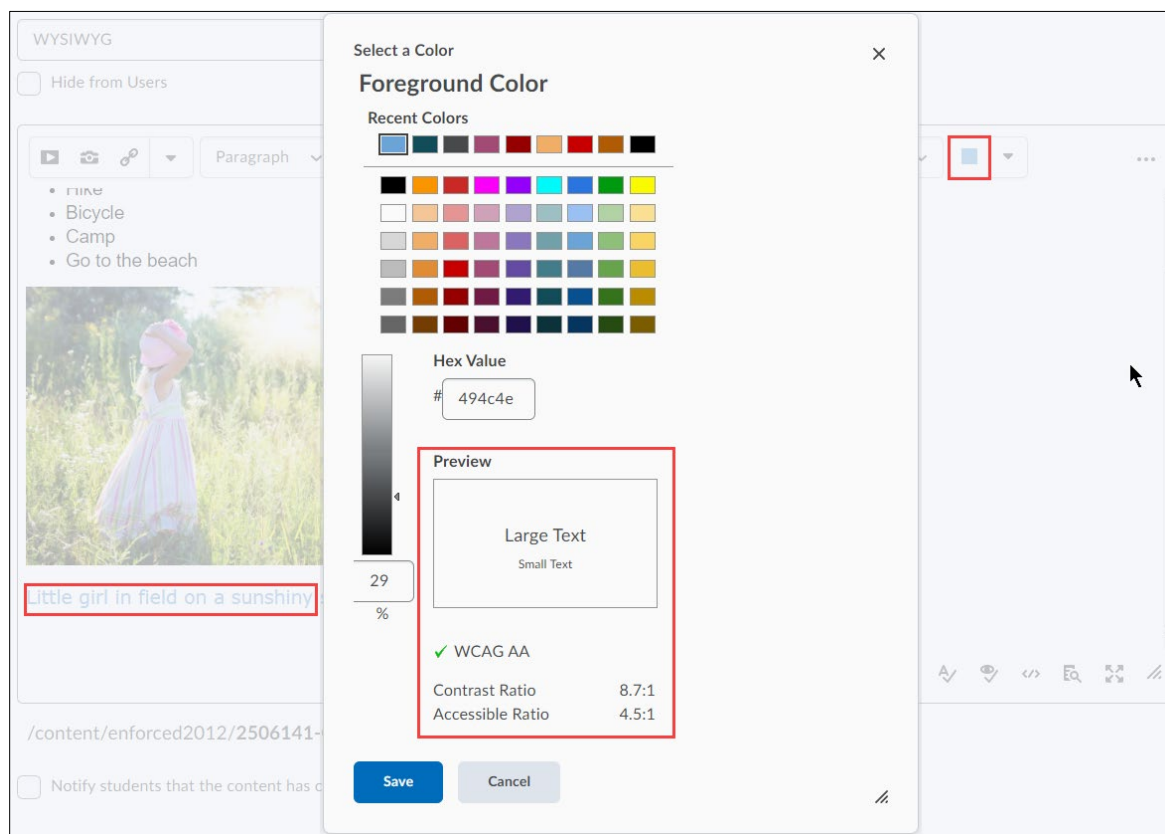 WYSIWYG
Hide from Users
Paragraph
• Hike
• Bicycle
• Camp
• Go to the beach
Little girl in field on a sunshiny
/content/enforced2012/2506141-
Notify students that the content has
Select a Color
Foreground Color
Recent Colors
Hex Value
# 494c4e
29
%
Preview
Large Text
Small Text
✓ WCAG AA
Contrast Ratio 8.7:1
Accessible Ratio 4.5:1
Save Cancel